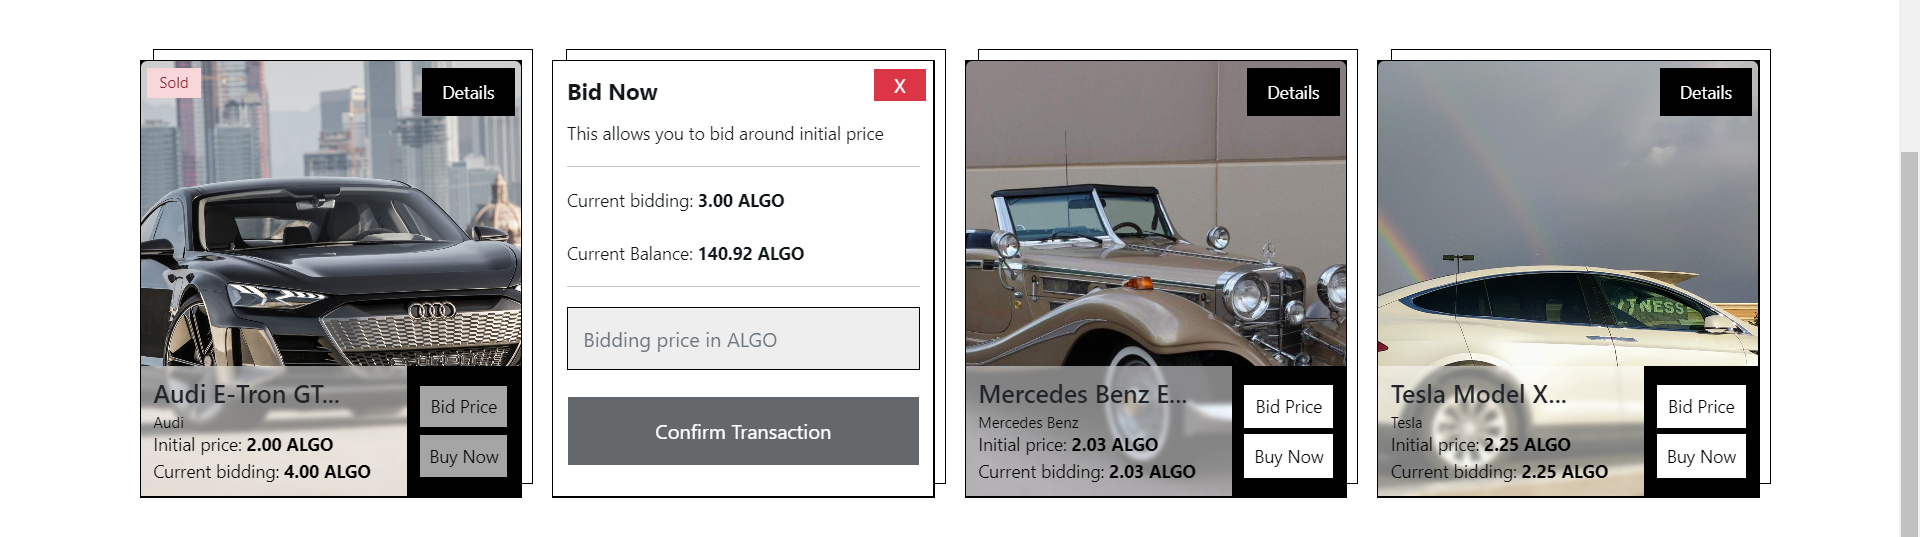 Sold
Details
Audi E-Tron GT...
Audi
Initial price: 2.00 ALGO
Current bidding: 4.00 ALGO
Bid Price
Buy Now
Bid Now
X
This allows you to bid around initial price
Current bidding: 3.00 ALGO
Current Balance: 140.92 ALGO
Bidding price in ALGO
Confirm Transaction
Details
Mercedes Benz E...
Mercedes Benz
Initial price: 2.03 ALGO
Current bidding: 2.03 ALGO
Bid Price
Buy Now
Details
TNESS
Tesla Model X...
Tesla
Initial price: 2.25 ALGO
Current bidding: 2.25 ALGO
Bid Price
Buy Now